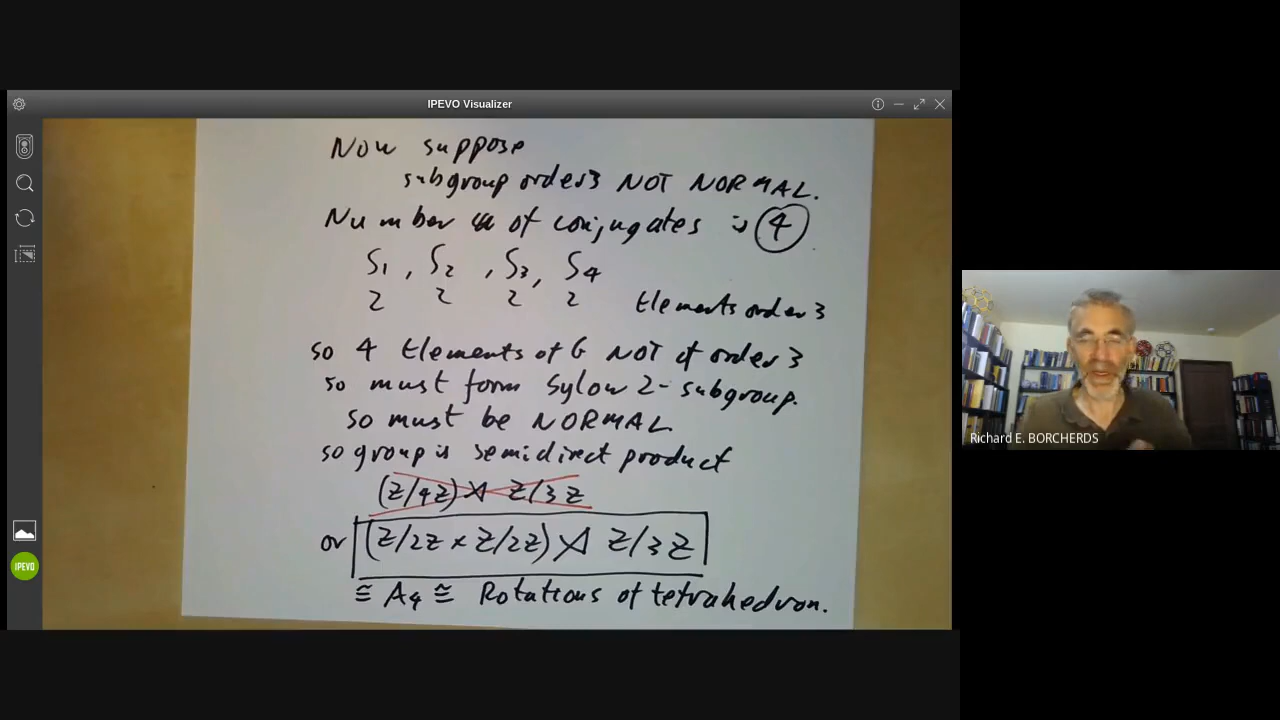 IPEVO Visualizer
Now suppose
subgroup order 3 NOT NORMAL.
Number of conjugates is 4
S1, S2, S3, S4
2 2 2 2 Elements order 3
so 4 Elements of G NOT of order 3
so must form Sylow 2-subgroup.
so must be NORMAL
so group is semidirect product
(Z/4Z) ⋊ Z/3Z
or (Z/2Z × Z/2Z) ⋊ Z/3Z
≅ A4 ≅ Rotations of tetrahedron.
IPEVO
Richard E. BORCHERDS